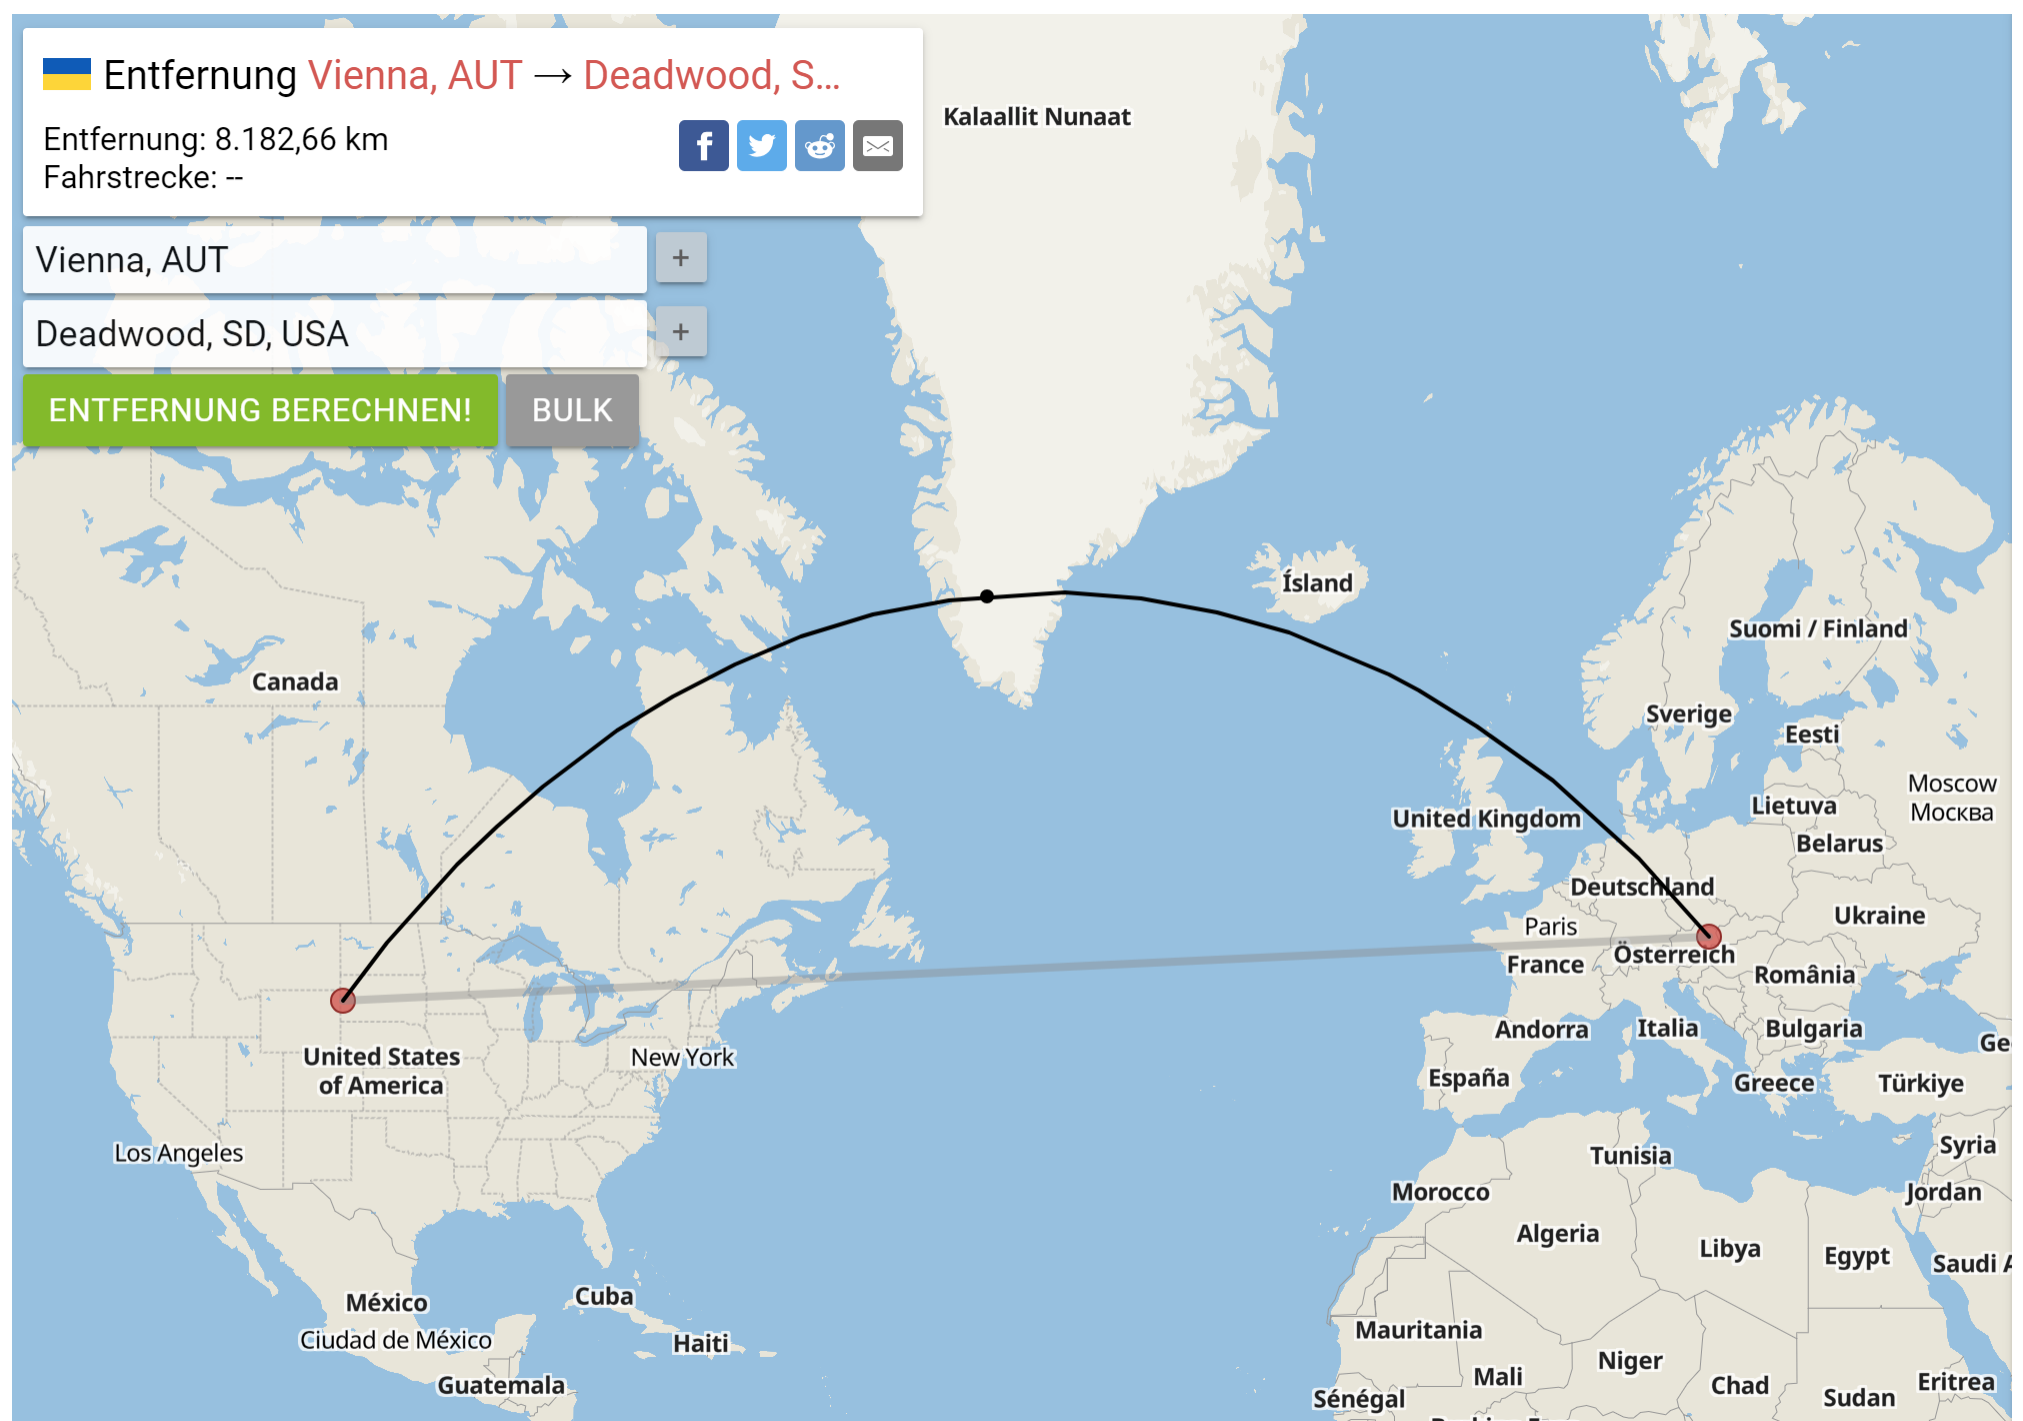 Entfernung Vienna, AUT → Deadwood, S...
Entfernung: 8.182,66 km
Fahrstrecke: --
Vienna, AUT
+
Deadwood, SD, USA
+
ENTFERNUNG BERECHNEN!
BULK
Kalaallit Nunaat
Ísland
Suomi / Finland
Canada
Sverige
Eesti
Moscow
Москва
Lietuva
United Kingdom
Belarus
Deutschland
Ukraine
Paris
Österreich
France
România
Andorra
Italia
Bulgaria
Ge
United States
of America
New York
España
Greece
Türkiye
Los Angeles
Tunisia
Syria
Morocco
Jordan
Algeria
Libya
Egypt
Saudi A
México
Cuba
Ciudad de México
Haiti
Mauritania
Niger
Mali
Guatemala
Chad
Eritrea
Sénégal
Sudan